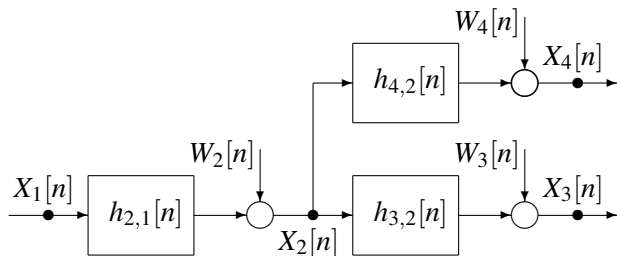 W₄[n]
X₄[n]
h₄,₂[n]
W₂[n]
W₃[n]
X₁[n]
X₃[n]
h₂,₁[n]
h₃,₂[n]
X₂[n]